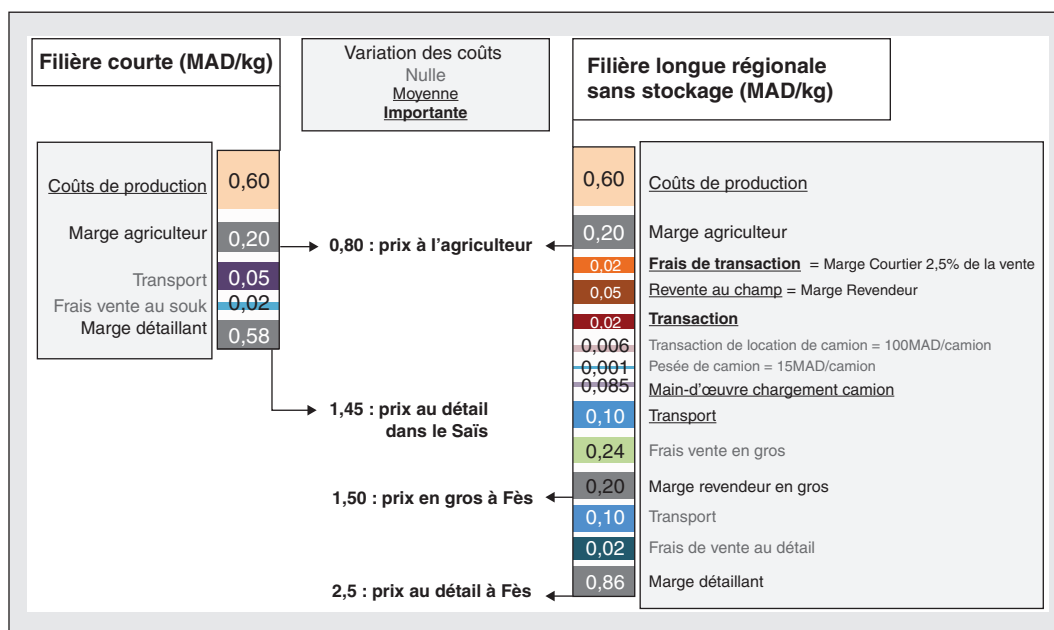 Filière courte (MAD/kg)
Variation des coûts
Nulle
Moyenne
Importante
Filière longue régionale
sans stockage (MAD/kg)
Coûts de production
0,60
Marge agriculteur
0,20
Transport
0,05
Frais vente au souk
0,02
Marge détaillant
0,58
0,80 : prix à l'agriculteur
1,45 : prix au détail
dans le Saïs
1,50 : prix en gros à Fès
2,5 : prix au détail à Fès
0,60
Coûts de production
0,20
Marge agriculteur
0,02
Frais de transaction = Marge Courtier 2,5% de la vente
0,05
Revente au champ = Marge Revendeur
0,02
Transaction
0,006
Transaction de location de camion = 100MAD/camion
0,001
Pesée de camion = 15MAD/camion
0,085
Main-d'œuvre chargement camion
0,10
Transport
0,24
Frais vente en gros
0,20
Marge revendeur en gros
0,10
Transport
0,02
Frais de vente au détail
0,86
Marge détaillant